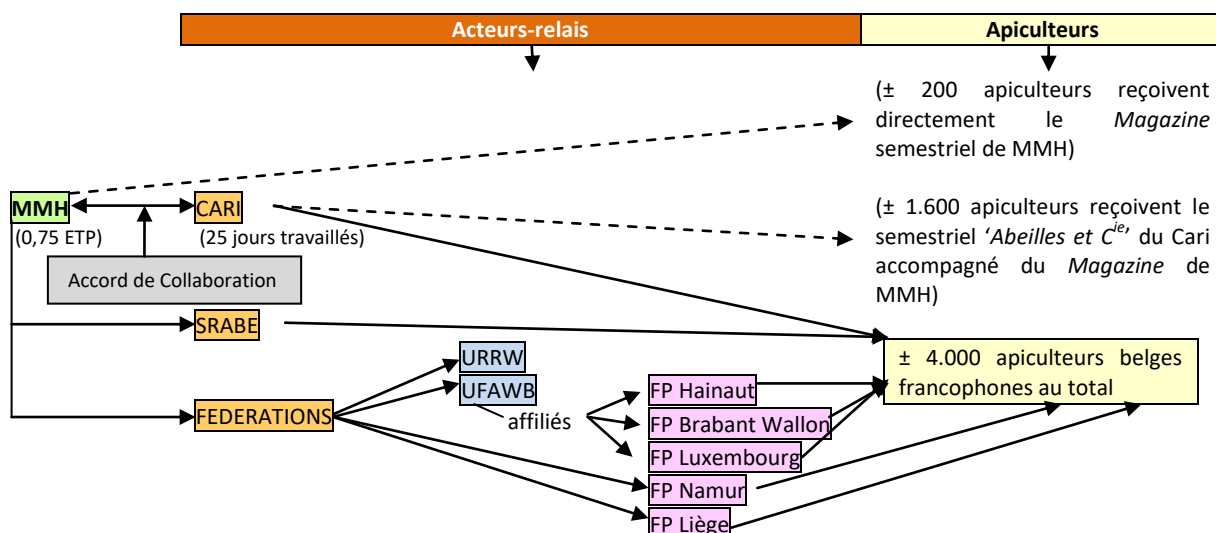 Acteurs-relais
Apiculteurs
(± 200 apiculteurs reçoivent
directement le Magazine
semestriel de MMH)
MMH
CARI
(0,75 ETP)
(25 jours travaillés)
(± 1.600 apiculteurs reçoivent le
semestriel ‘Abeilles et Cie’ du Cari
accompagné du Magazine de
MMH)
Accord de Collaboration
SRABE
URRW
UFAWB
± 4.000 apiculteurs belges
francophones au total
FEDERATIONS
affiliés
FP Hainaut
FP Brabant Wallon
FP Luxembourg
FP Namur
FP Liège